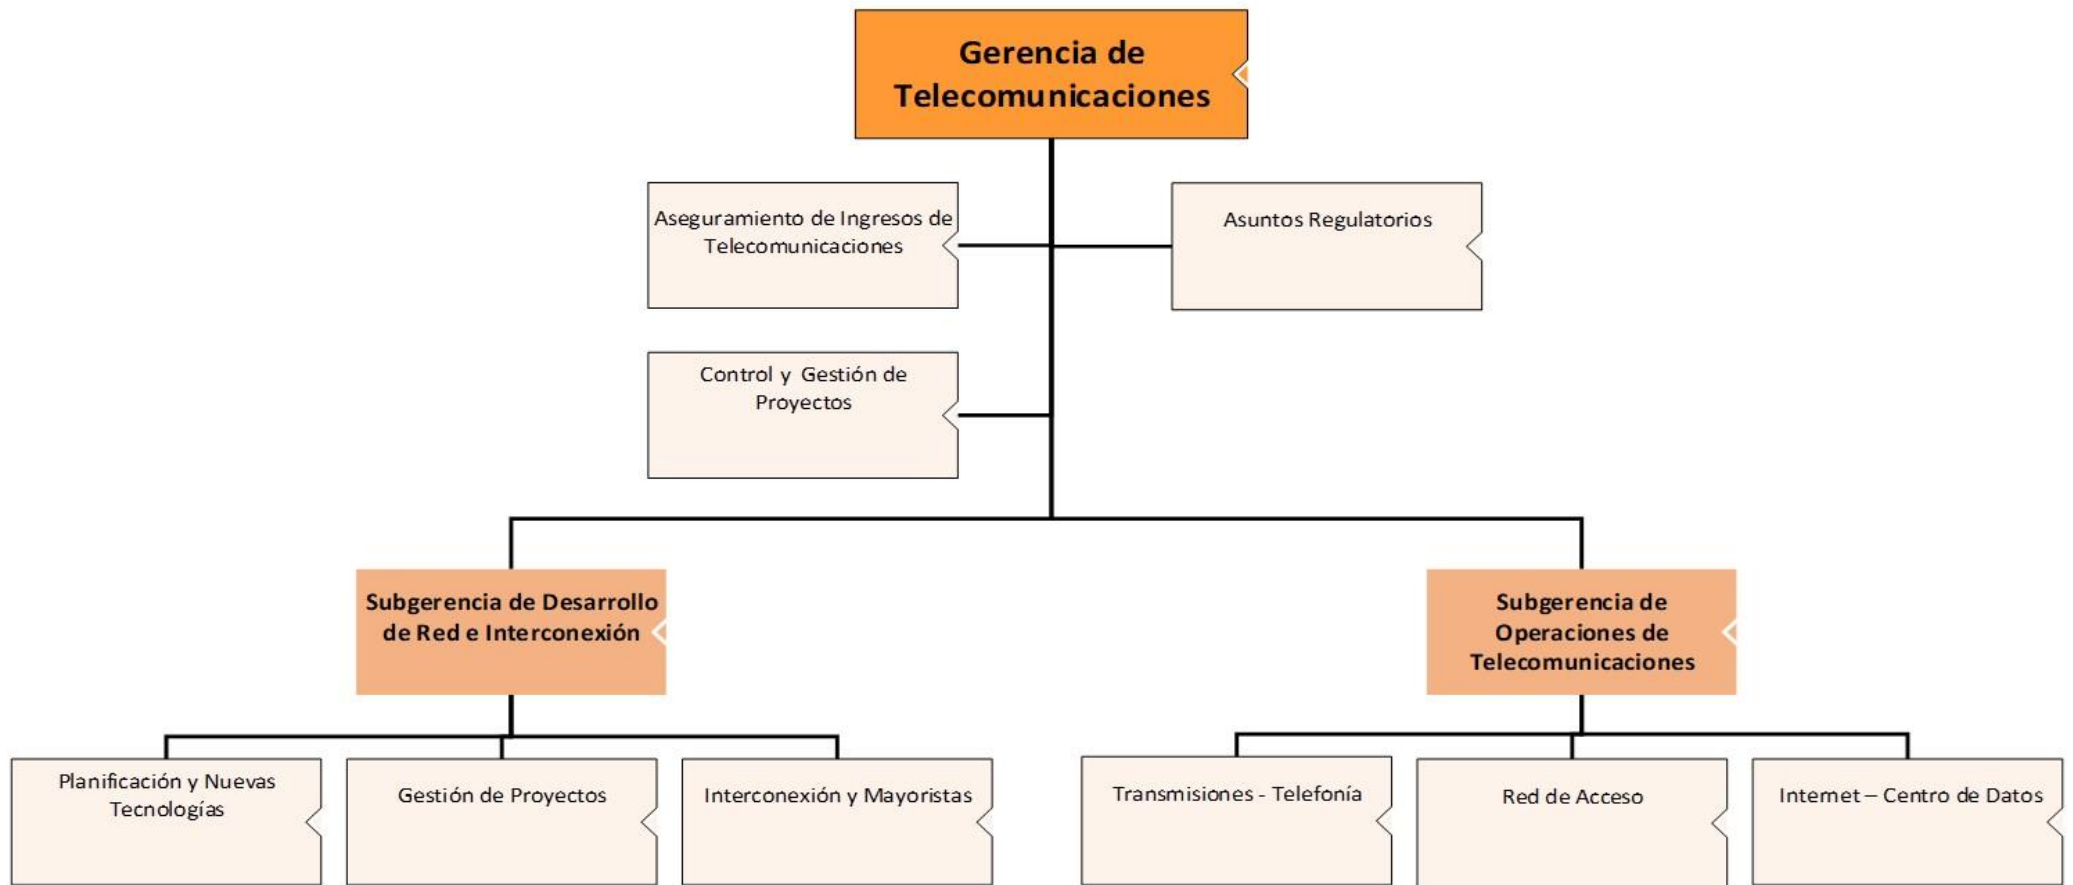 Gerencia de
Telecomunicaciones
Aseguramiento de Ingresos de
Telecomunicaciones
Asuntos Regulatorios
Control y Gestión de
Proyectos
Subgerencia de Desarrollo
de Red e Interconexión
Subgerencia de
Operaciones de
Telecomunicaciones
Planificación y Nuevas
Tecnologías
Gestión de Proyectos
Interconexión y Mayoristas
Transmisiones - Telefonía
Red de Acceso
Internet – Centro de Datos